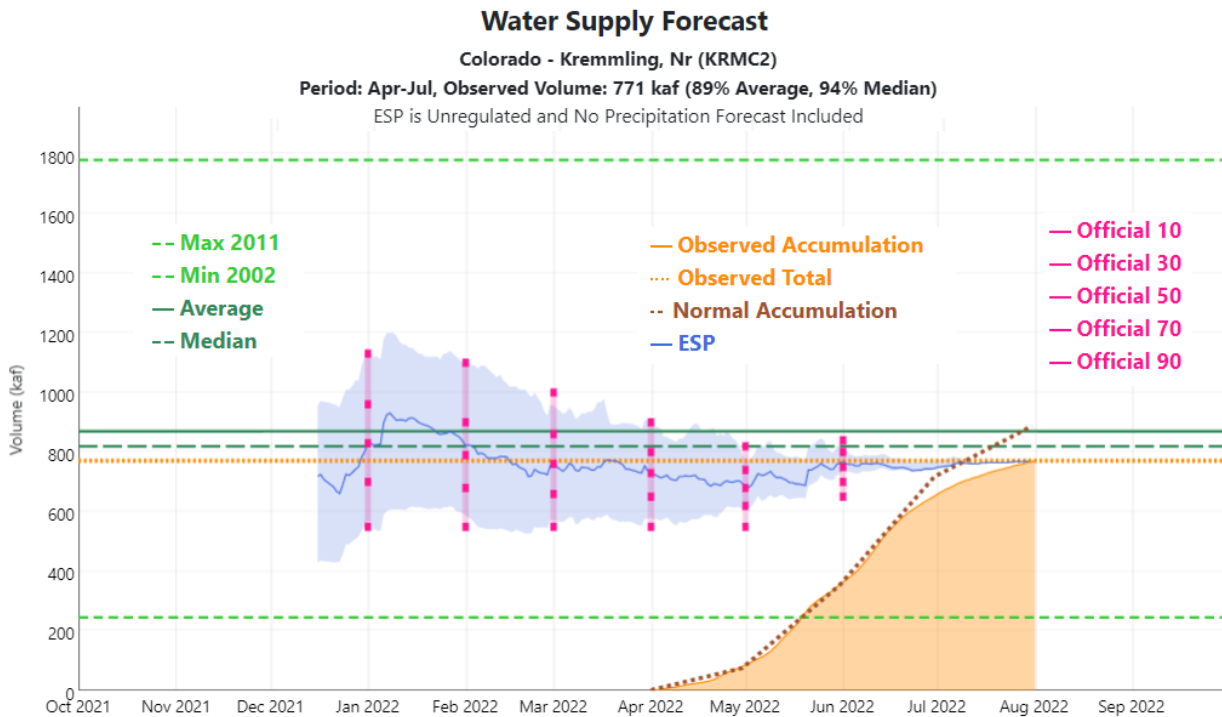 Water Supply Forecast
Colorado - Kremmling, Nr (KRMC2)
Period: Apr-Jul, Observed Volume: 771 kaf (89% Average, 94% Median)
ESP is Unregulated and No Precipitation Forecast Included
Volume (kaf)
1800
1600
1400
1200
1000
800
600
400
200
0
Max 2011
Min 2002
Average
Median
Observed Accumulation
Observed Total
Normal Accumulation
ESP
Official 10
Official 30
Official 50
Official 70
Official 90
Oct 2021 Nov 2021 Dec 2021 Jan 2022 Feb 2022 Mar 2022 Apr 2022 May 2022 Jun 2022 Jul 2022 Aug 2022 Sep 2022